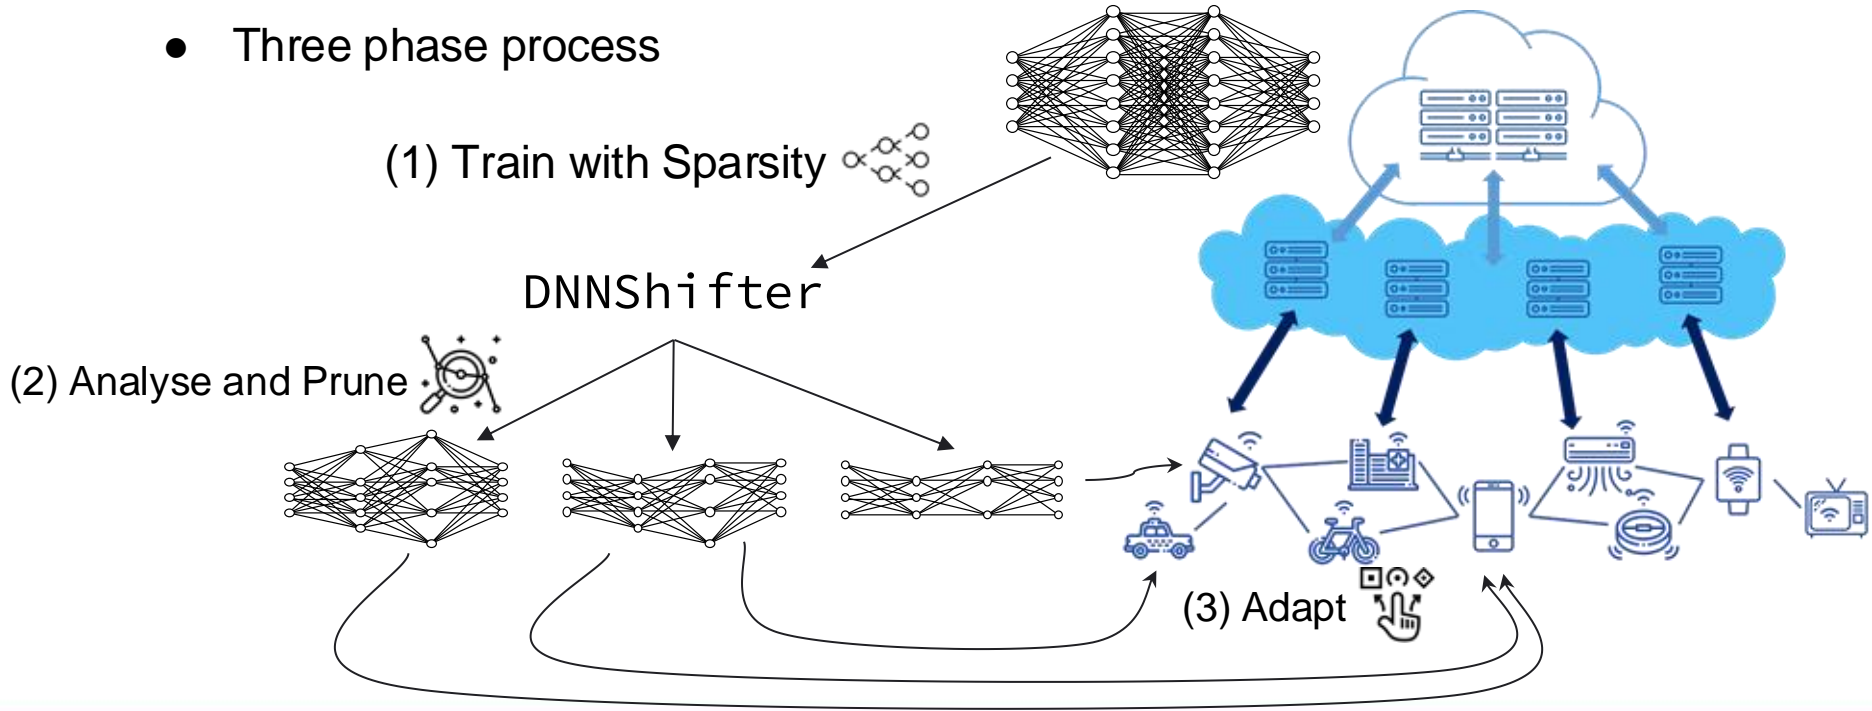 ● Three phase process
(1) Train with Sparsity
DNNShifter
(2) Analyse and Prune
(3) Adapt